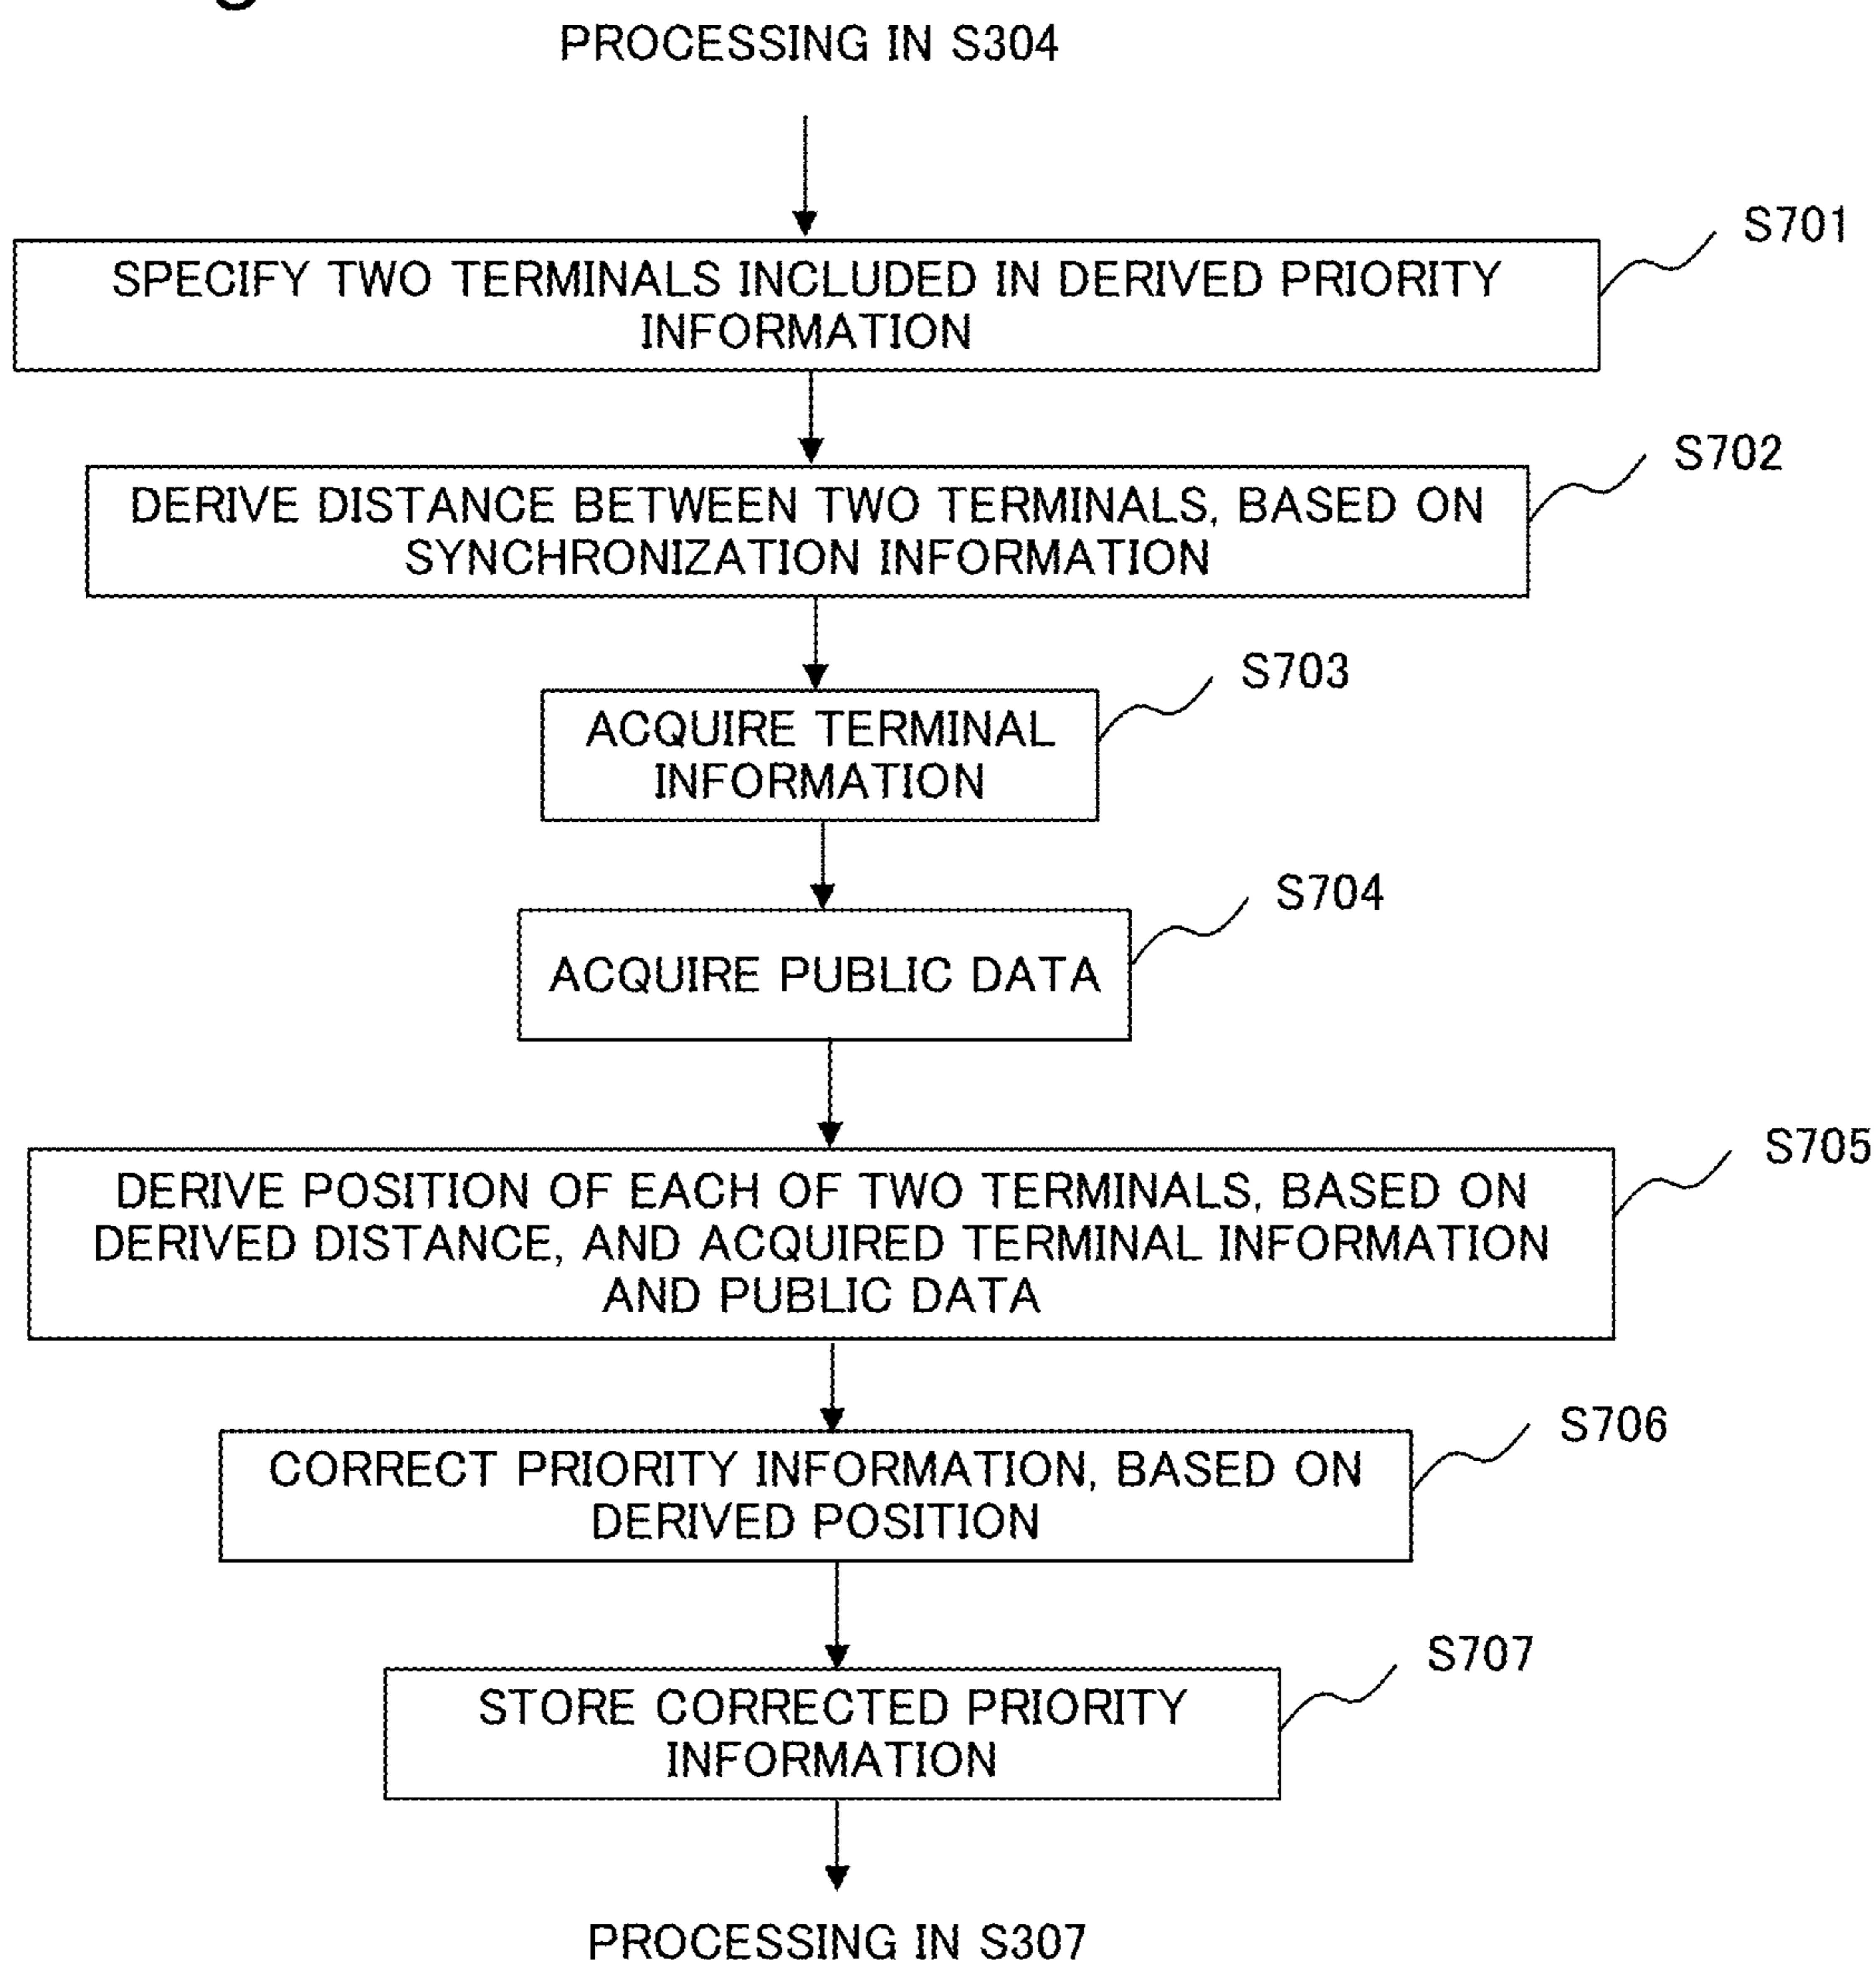 PROCESSING IN S304
S701
SPECIFY TWO TERMINALS INCLUDED IN DERIVED PRIORITY
INFORMATION
S702
DERIVE DISTANCE BETWEEN TWO TERMINALS, BASED ON
SYNCHRONIZATION INFORMATION
S703
ACQUIRE TERMINAL
INFORMATION
S704
ACQUIRE PUBLIC DATA
S705
DERIVE POSITION OF EACH OF TWO TERMINALS, BASED ON
DERIVED DISTANCE, AND ACQUIRED TERMINAL INFORMATION
AND PUBLIC DATA
S706
CORRECT PRIORITY INFORMATION, BASED ON
DERIVED POSITION
S707
STORE CORRECTED PRIORITY
INFORMATION
PROCESSING IN S307